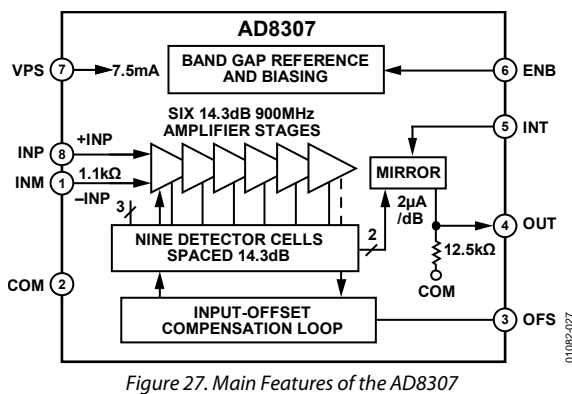 AD8307
VPS 7 7.5mA
BAND GAP REFERENCE
AND BIASING
6 ENB
SIX 14.3dB 900MHz
AMPLIFIER STAGES
5 INT
INP 8 +INP
MIRROR
INM 1 1.1kΩ
–INP
3
2µA
/dB
4 OUT
NINE DETECTOR CELLS
SPACED 14.3dB
2
12.5kΩ
COM 2
COM
INPUT-OFFSET
COMPENSATION LOOP
3 OFS
01082-027
Figure 27. Main Features of the AD8307